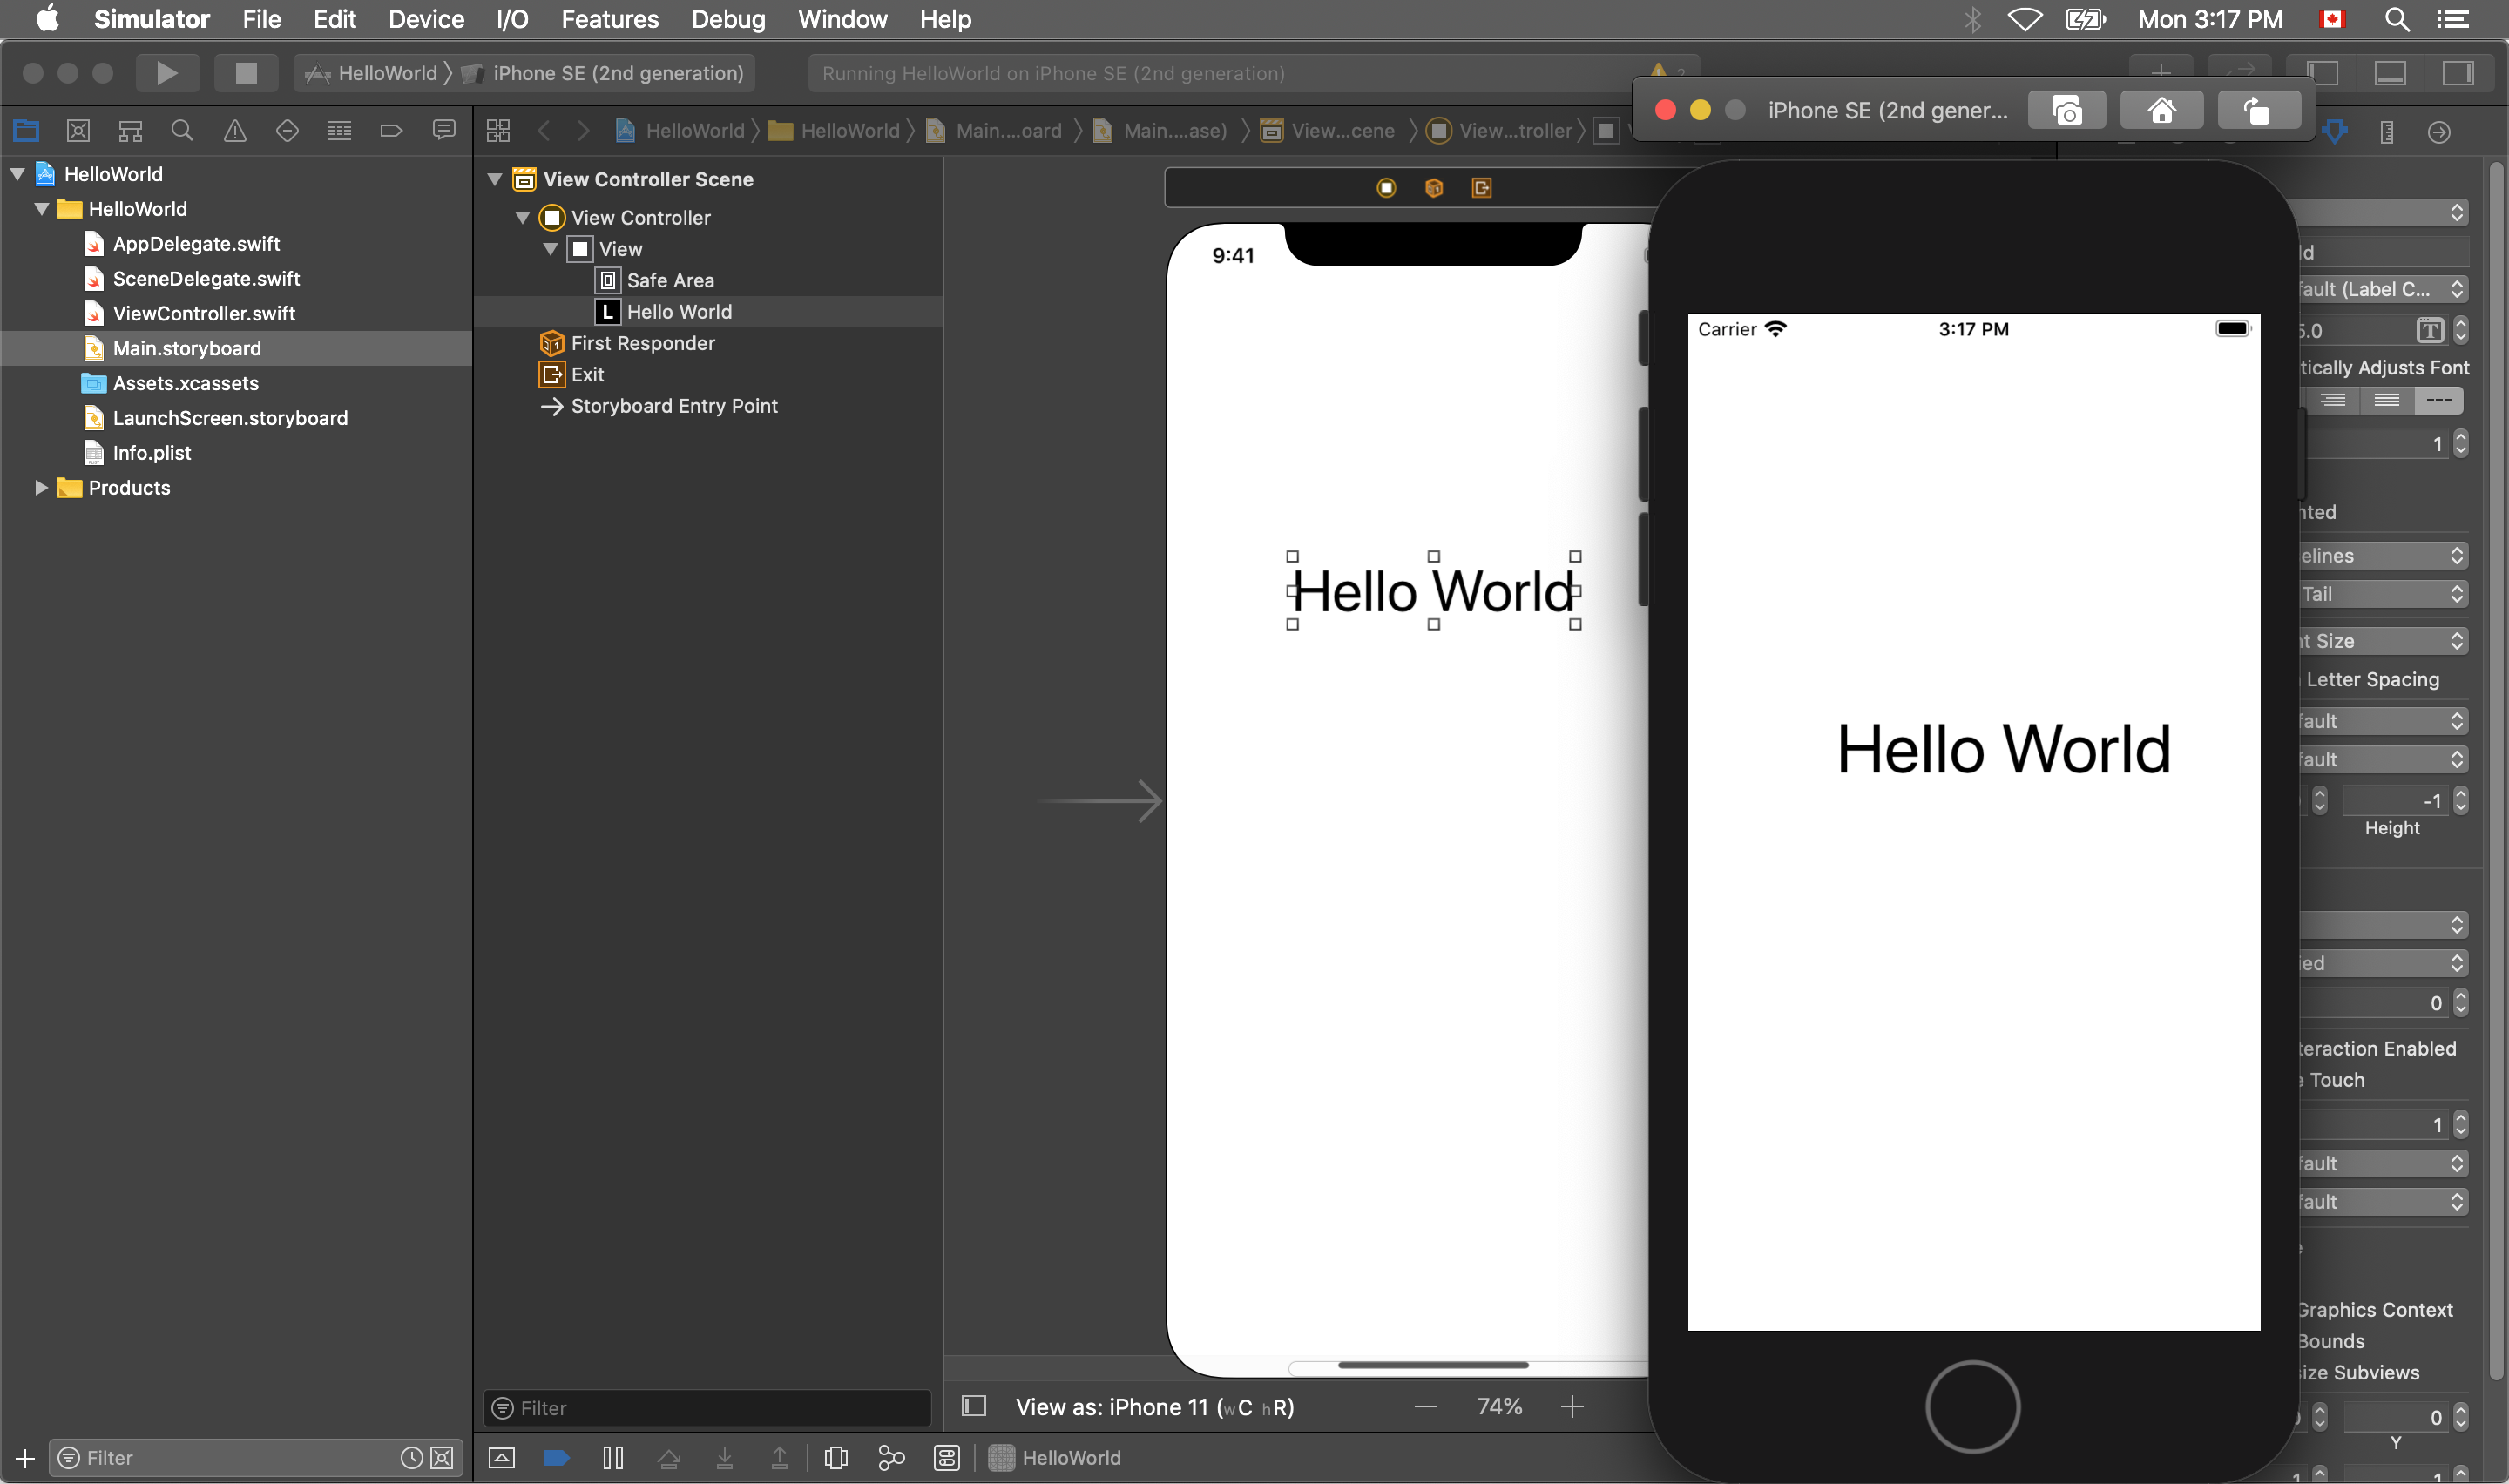 Simulator File Edit Device I/O Features Debug Window Help Mon 3:17 PM
HelloWorld iPhone SE (2nd generation)
Running HelloWorld on iPhone SE (2nd generation)
2
iPhone SE (2nd gener...
HelloWorld HelloWorld Main....oard Main....ase) View...cene View...troller
HelloWorld
HelloWorld
AppDelegate.swift
SceneDelegate.swift
ViewController.swift
Main.storyboard
Assets.xcassets
LaunchScreen.storyboard
Info.plist
Products
Filter
View Controller Scene
View Controller
View
Safe Area
L Hello World
First Responder
Exit
Storyboard Entry Point
Filter
9:41
Hello World
View as: iPhone 11 (wC hR)
74%
HelloWorld
Carrier 3:17 PM
Hello World
ld
fault (Label C...
5.0
tically Adjusts Font
1
nted
elines
Tail
nt Size
Letter Spacing
fault
fault
-1
Height
ied
0
teraction Enabled
e Touch
1
fault
fault
Graphics Context
Bounds
size Subviews
0
Y
1 1